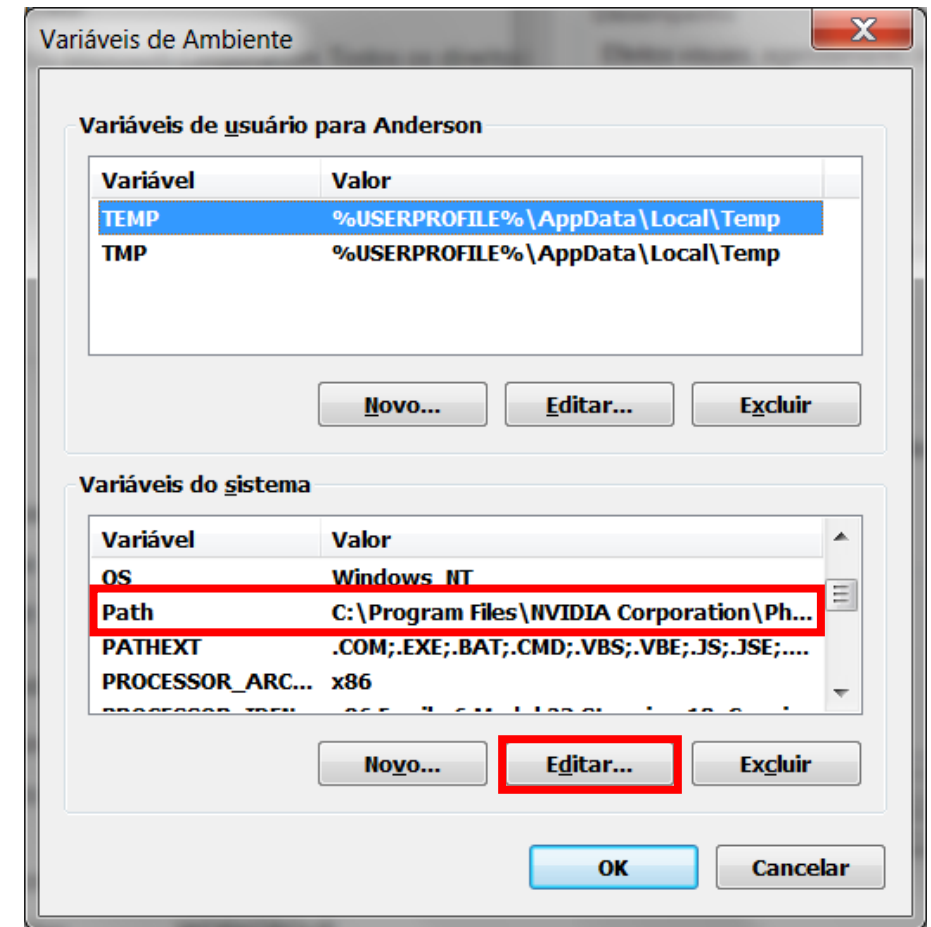 Variáveis de Ambiente
Variáveis de usuário para Anderson
Variável Valor
TEMP %USERPROFILE%\AppData\Local\Temp
TMP %USERPROFILE%\AppData\Local\Temp
Novo... Editar... Excluir
Variáveis do sistema
Variável Valor
OS Windows_NT
Path C:\Program Files\NVIDIA Corporation\Ph...
PATHEXT .COM;.EXE;.BAT;.CMD;.VBS;.VBE;.JS;.JSE;....
PROCESSOR_ARC... x86
Novo... Editar... Excluir
OK Cancelar